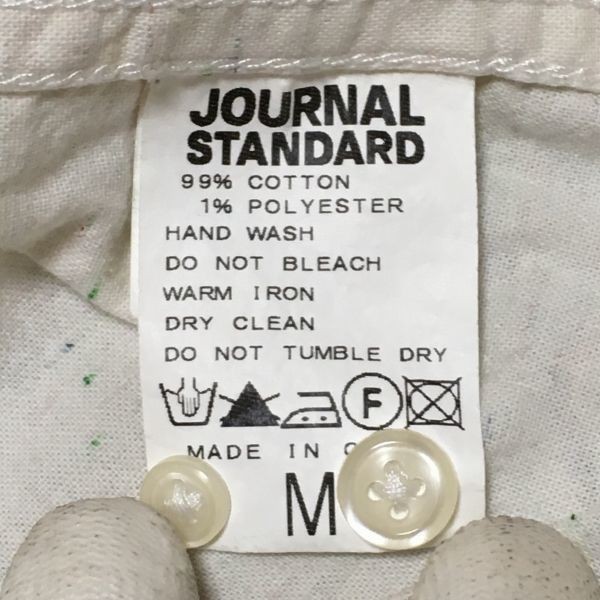 JOURNAL
STANDARD
99% COTTON
1% POLYESTER
HAND WASH
DO NOT BLEACH
WARM IRON
DRY CLEAN
DO NOT TUMBLE DRY
F
MADE IN
M